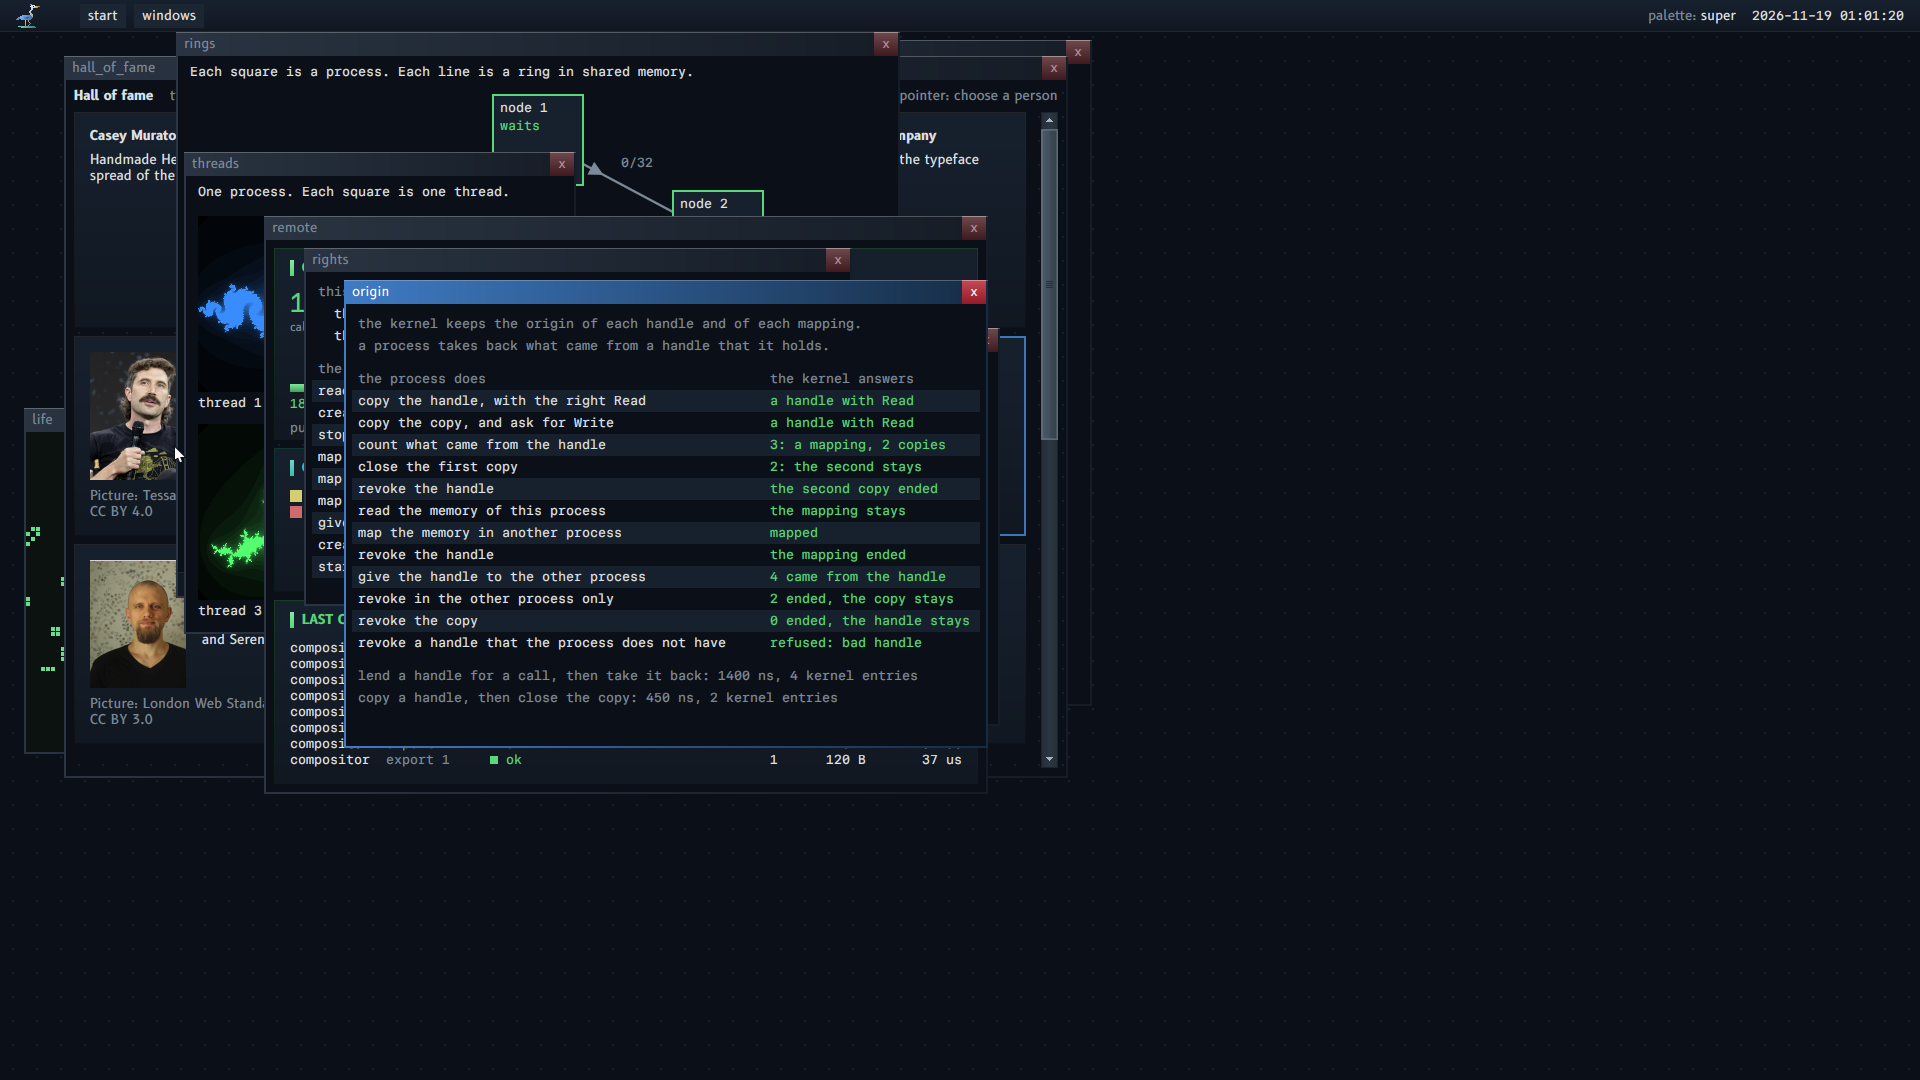 start windows palette: super 2026-11-19 01:01:20
rings x
x
hall_of_fame x
Each square is a process. Each line is a ring in shared memory.
Hall of fame pointer: choose a person
node 1
waits
Casey Murato
Handmade He the typeface
spread of the
threads x
0/32
One process. Each square is one thread.
node 2
remote x
rights x
origin x
the kernel keeps the origin of each handle and of each mapping.
a process takes back what came from a handle that it holds.
the process does the kernel answers
copy the handle, with the right Read a handle with Read
copy the copy, and ask for Write a handle with Read
count what came from the handle 3: a mapping, 2 copies
close the first copy 2: the second stays
revoke the handle the second copy ended
read the memory of this process the mapping stays
map the memory in another process mapped
revoke the handle the mapping ended
give the handle to the other process 4 came from the handle
revoke in the other process only 2 ended, the copy stays
revoke the copy 0 ended, the handle stays
revoke a handle that the process does not have refused: bad handle
lend a handle for a call, then take it back: 1400 ns, 4 kernel entries
copy a handle, then close the copy: 450 ns, 2 kernel entries
the
map
map
map
thread 1
life
Picture: Tessa
CC BY 4.0
thread 3
and Seren
LAST
Picture: London Web Standa
CC BY 3.0
composi
composi
composi
composi
composi
composi
composi
compositor export 1 ok 1 120 B 37 us